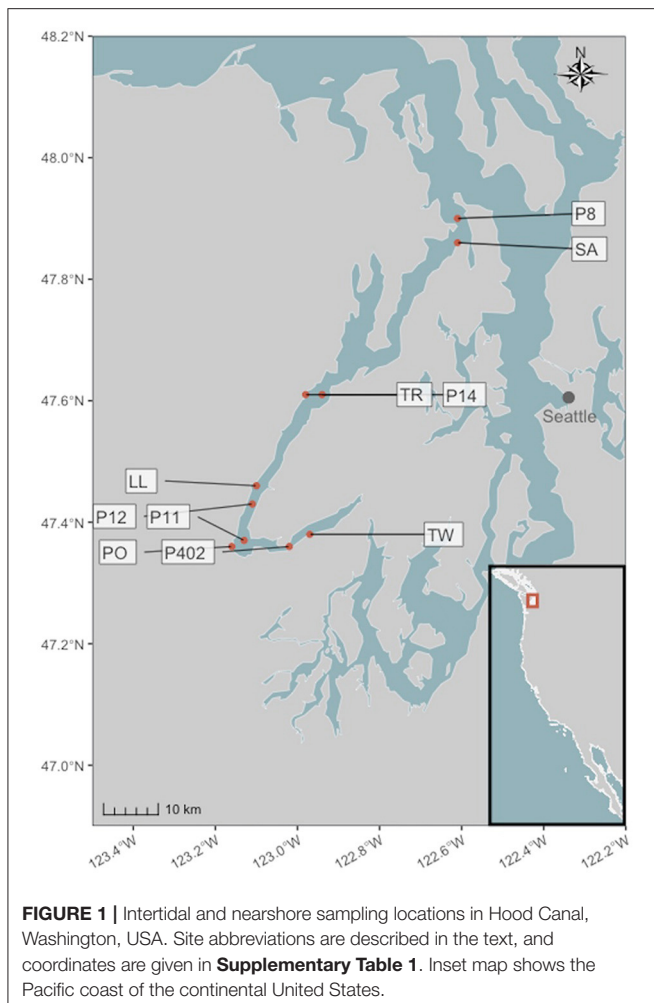 48.2°N
N
48.0°N
P8
SA
47.8°N
47.6°N
TR
P14
Seattle
LL
P12
P11
47.4°N
TW
PO
P402
47.2°N
47.0°N
10 km
123.4°W
123.2°W
123.0°W
122.8°W
122.6°W
122.4°W
122.2°W
FIGURE 1 | Intertidal and nearshore sampling locations in Hood Canal,
Washington, USA. Site abbreviations are described in the text, and
coordinates are given in Supplementary Table 1. Inset map shows the
Pacific coast of the continental United States.